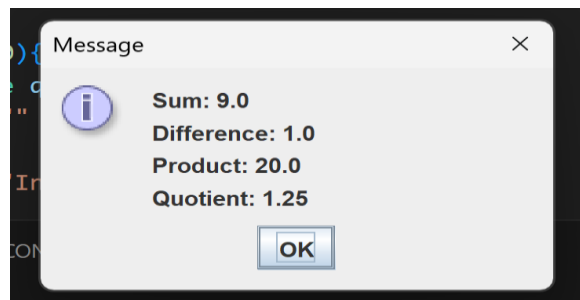 Message
){
"
Sum: 9.0
Difference: 1.0
Product: 20.0
Quotient: 1.25
OK